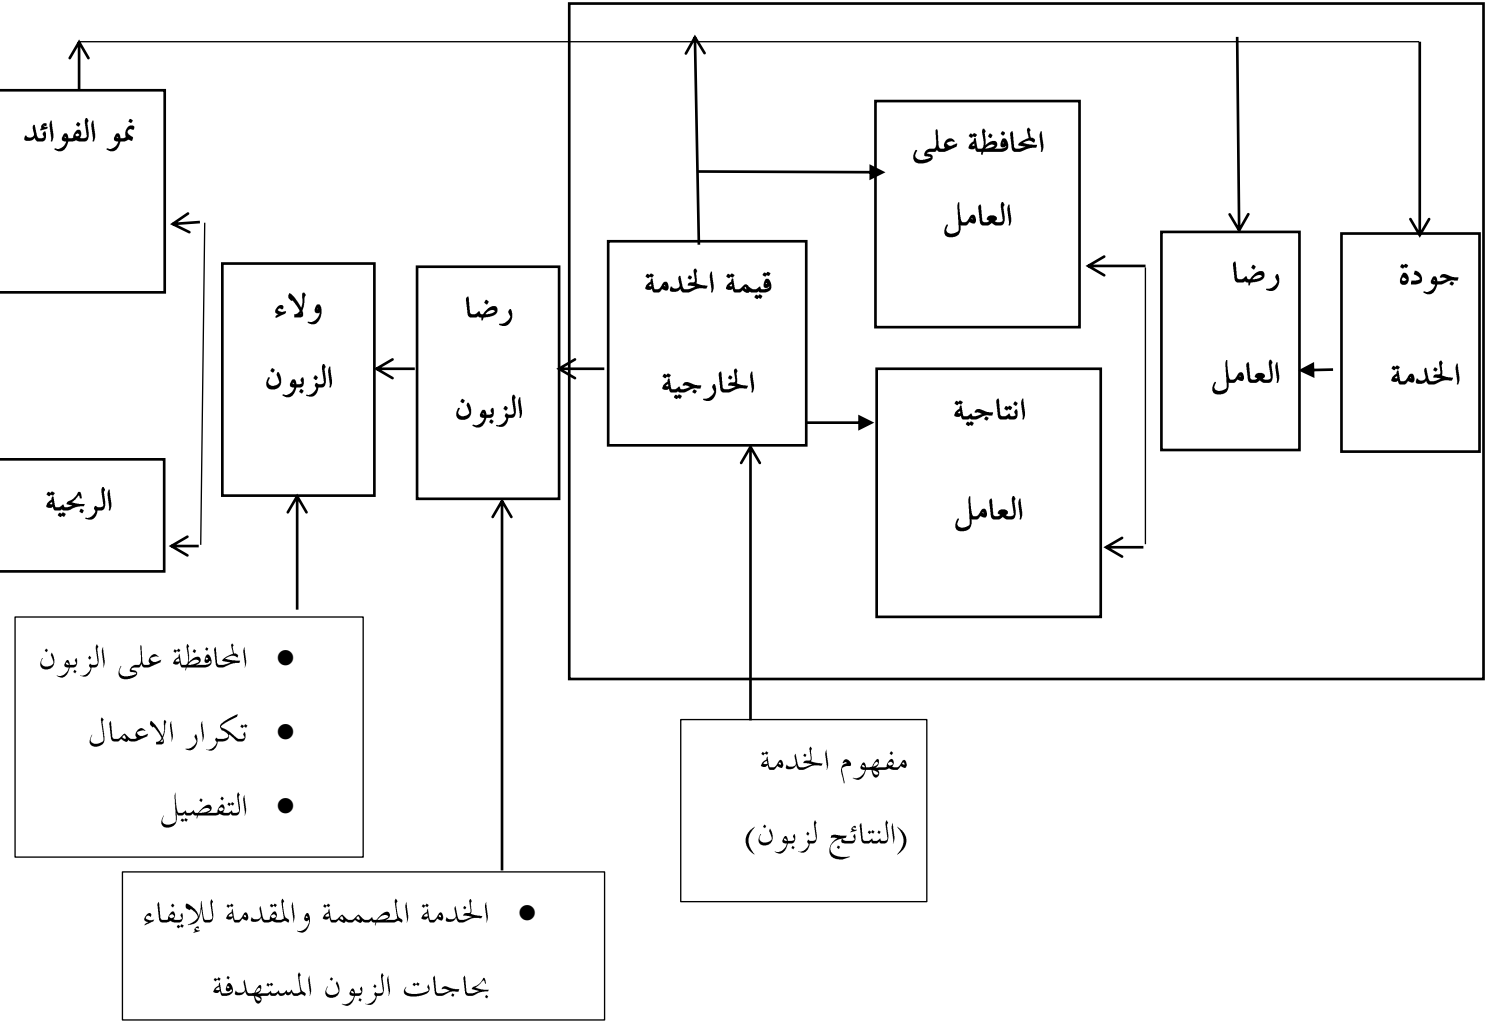 جودة
الخدمة
رضا
العامل
المحافظة على
العامل
انتاجية
العامل
قيمة الخدمة
الخارجية
رضا
الزبون
ولاء
الزبون
نمو الفوائد
الربحية
● المحافظة على الزبون
● تكرار الاعمال
● التفضيل
مفهوم الخدمة
(النتائج لزبون)
● الخدمة المصممة والمقدمة للإيفاء
بحاجات الزبون المستهدفة